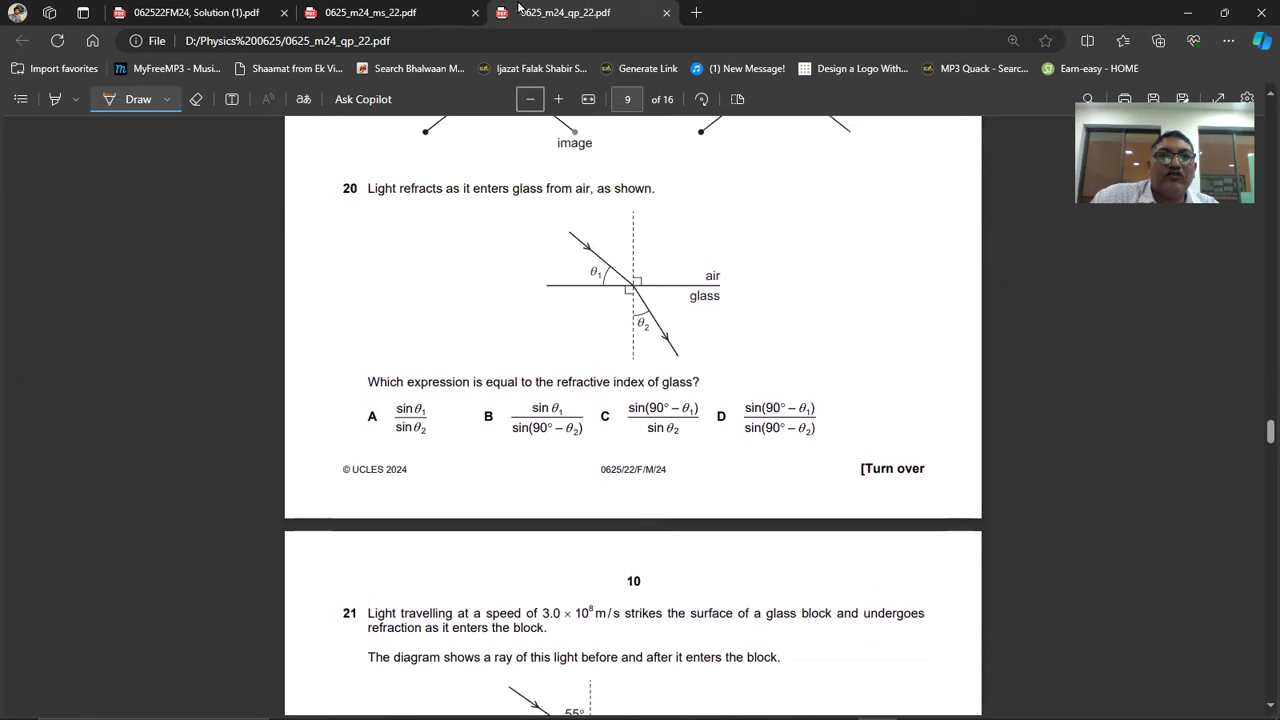 062522FM24, Solution (1).pdf
0625_m24_ms_22.pdf
0625_m24_qp_22.pdf
File
D:/Physics%200625/0625_m24_qp_22.pdf
Import favorites
MyFreeMP3 - Musi...
Shaamat from Ek Vi...
Search Bhalwaan M...
Ijazat Falak Shabir S...
Generate Link
(1) New Message!
Design a Logo With...
MP3 Quack - Searc...
Earn-easy - HOME
Draw
aあ
Ask Copilot
9 of 16
image
20 Light refracts as it enters glass from air, as shown.
θ1
air
glass
θ2
Which expression is equal to the refractive index of glass?
A sin θ1 / sin θ2 B sin θ1 / sin(90° – θ2) C sin(90° – θ1) / sin θ2 D sin(90° – θ1) / sin(90° – θ2)
© UCLES 2024 0625/22/F/M/24 [Turn over
10
21 Light travelling at a speed of 3.0 × 10⁸ m/s strikes the surface of a glass block and undergoes
refraction as it enters the block.
The diagram shows a ray of this light before and after it enters the block.
55°